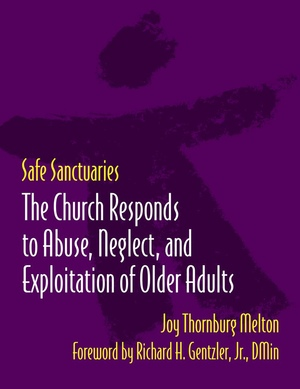 Safe Sanctuaries
The Church Responds
to Abuse, Neglect, and
Exploitation of Older Adults
Joy Thornburg Melton
Foreword by Richard H. Gentzler, Jr., DMin